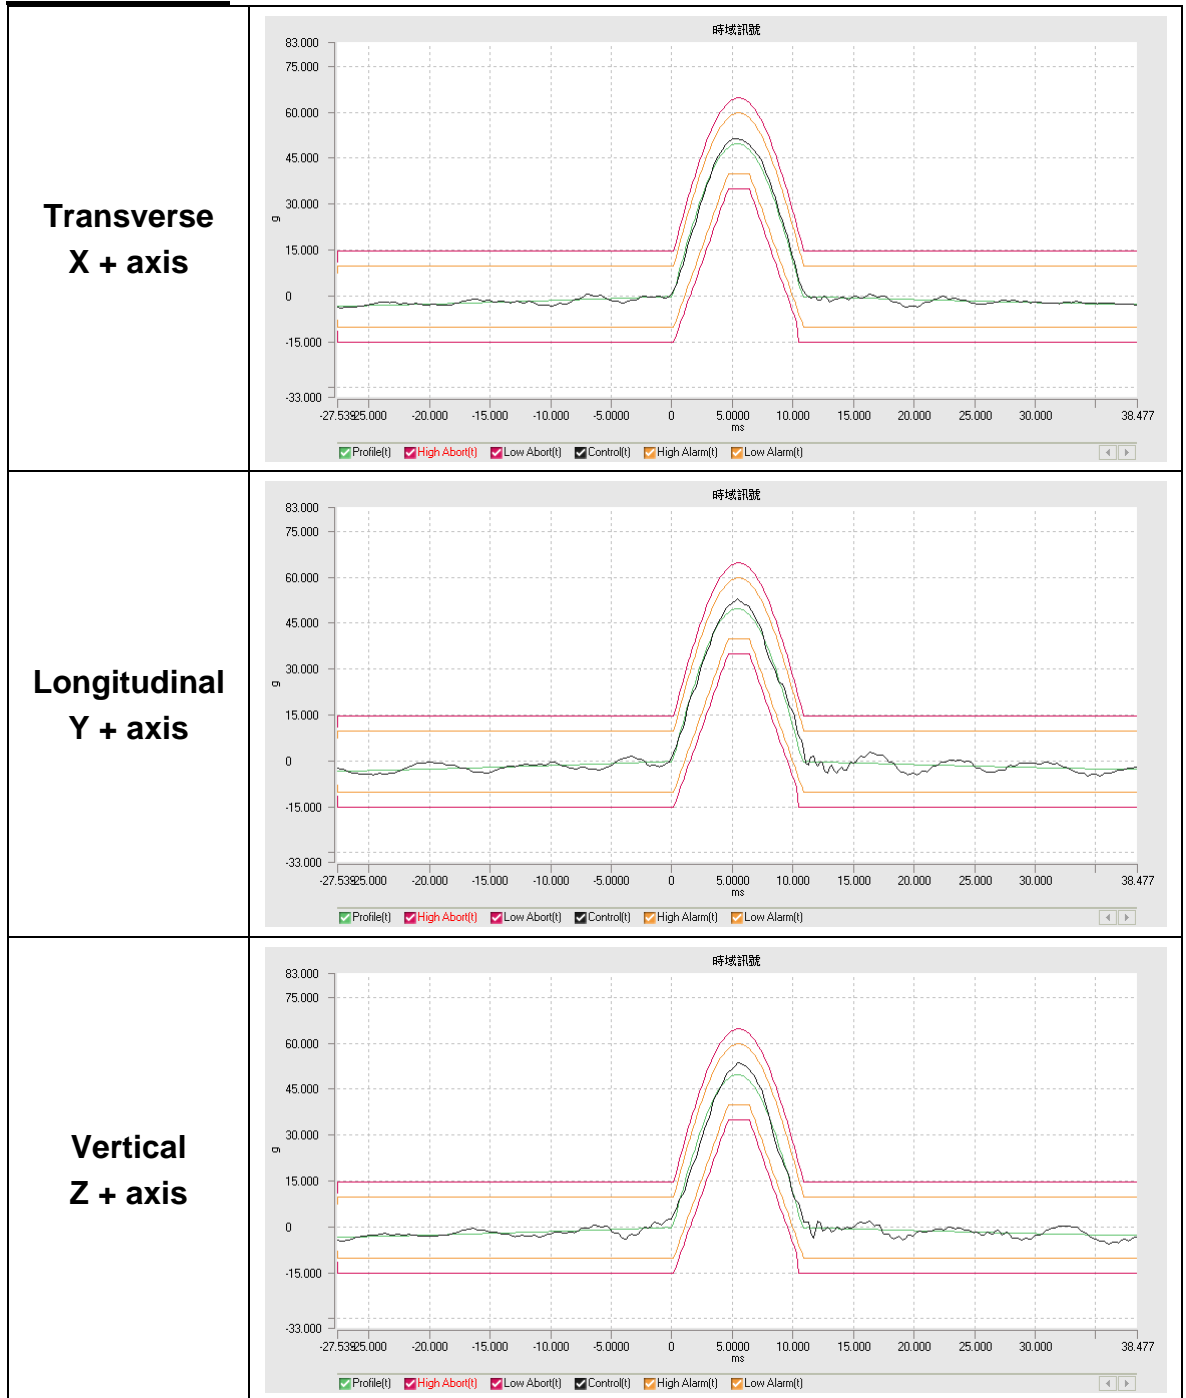 Transverse
X + axis
時域訊號
83.000
75.000
60.000
45.000
30.000
g
15.000
0
-15.000
-33.000
-27.539 -25.000 -20.000 -15.000 -10.000 -5.0000 0 5.0000 10.000 15.000 20.000 25.000 30.000 38.477
ms
Profile(t) High Abort(t) Low Abort(t) Control(t) High Alarm(t) Low Alarm(t)
Longitudinal
Y + axis
時域訊號
83.000
75.000
60.000
45.000
30.000
g
15.000
0
-15.000
-33.000
-27.539 -25.000 -20.000 -15.000 -10.000 -5.0000 0 5.0000 10.000 15.000 20.000 25.000 30.000 38.477
ms
Profile(t) High Abort(t) Low Abort(t) Control(t) High Alarm(t) Low Alarm(t)
Vertical
Z + axis
時域訊號
83.000
75.000
60.000
45.000
30.000
g
15.000
0
-15.000
-33.000
-27.539 -25.000 -20.000 -15.000 -10.000 -5.0000 0 5.0000 10.000 15.000 20.000 25.000 30.000 38.477
ms
Profile(t) High Abort(t) Low Abort(t) Control(t) High Alarm(t) Low Alarm(t)